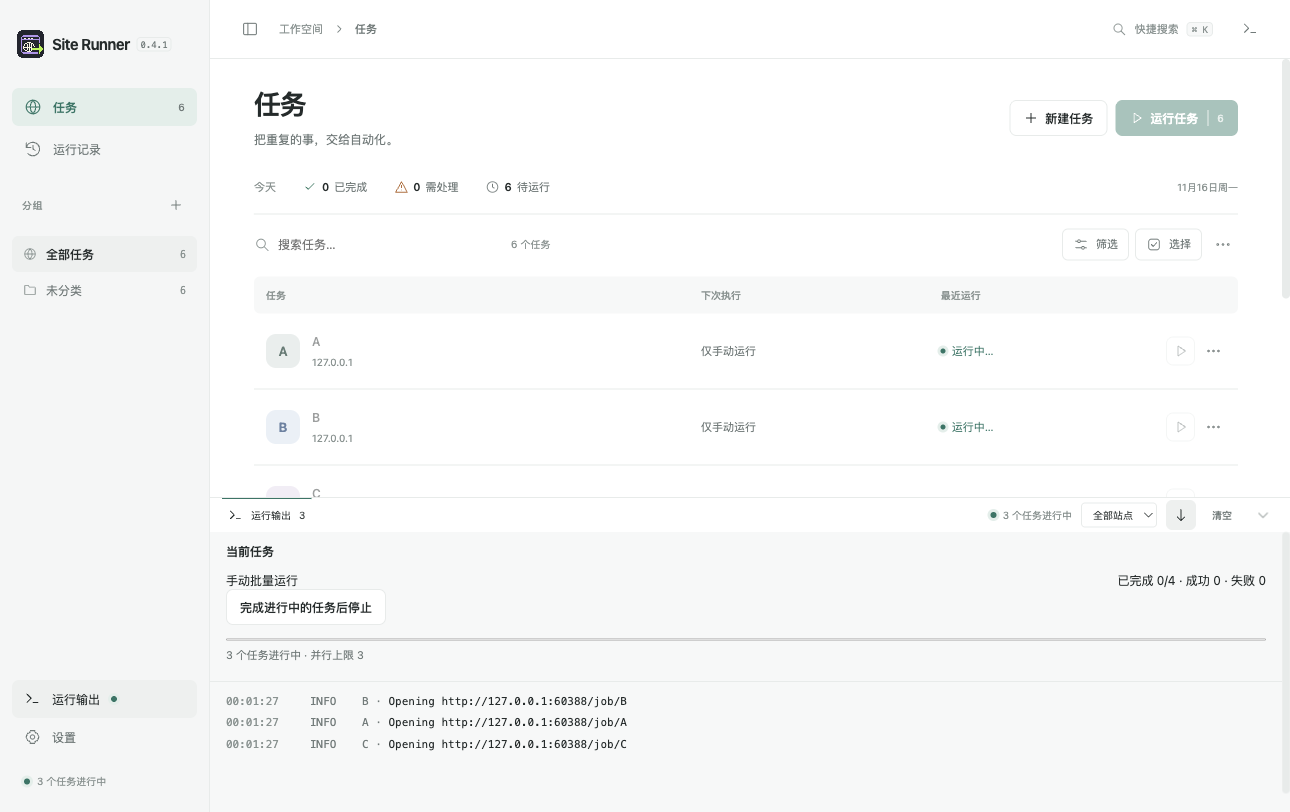 Site Runner 0.4.1
任务 6
运行记录
分组
全部任务 6
未分类 6
运行输出
设置
3 个任务进行中
工作空间 任务
快捷搜索 ⌘ K
任务
把重复的事，交给自动化。
新建任务
运行任务 6
今天 0 已完成 0 需处理 6 待运行 11月16日周一
搜索任务... 6 个任务 筛选 选择
任务 下次执行 最近运行
A A
127.0.0.1
仅手动运行 运行中...
B B
127.0.0.1
仅手动运行 运行中...
C
运行输出 3
3 个任务进行中 全部站点 清空
当前任务
手动批量运行 已完成 0/4 · 成功 0 · 失败 0
完成进行中的任务后停止
3 个任务进行中 · 并行上限 3
00:01:27 INFO B · Opening http://127.0.0.1:60388/job/B
00:01:27 INFO A · Opening http://127.0.0.1:60388/job/A
00:01:27 INFO C · Opening http://127.0.0.1:60388/job/C